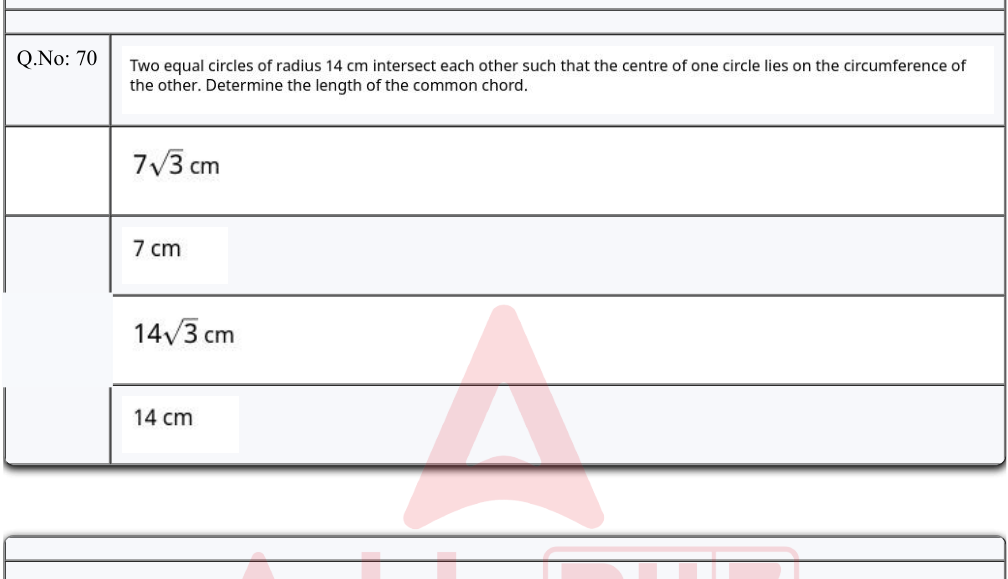 Q.No: 70
Two equal circles of radius 14 cm intersect each other such that the centre of one circle lies on the circumference of
the other. Determine the length of the common chord.
7√3 cm
7 cm
14√3 cm
14 cm